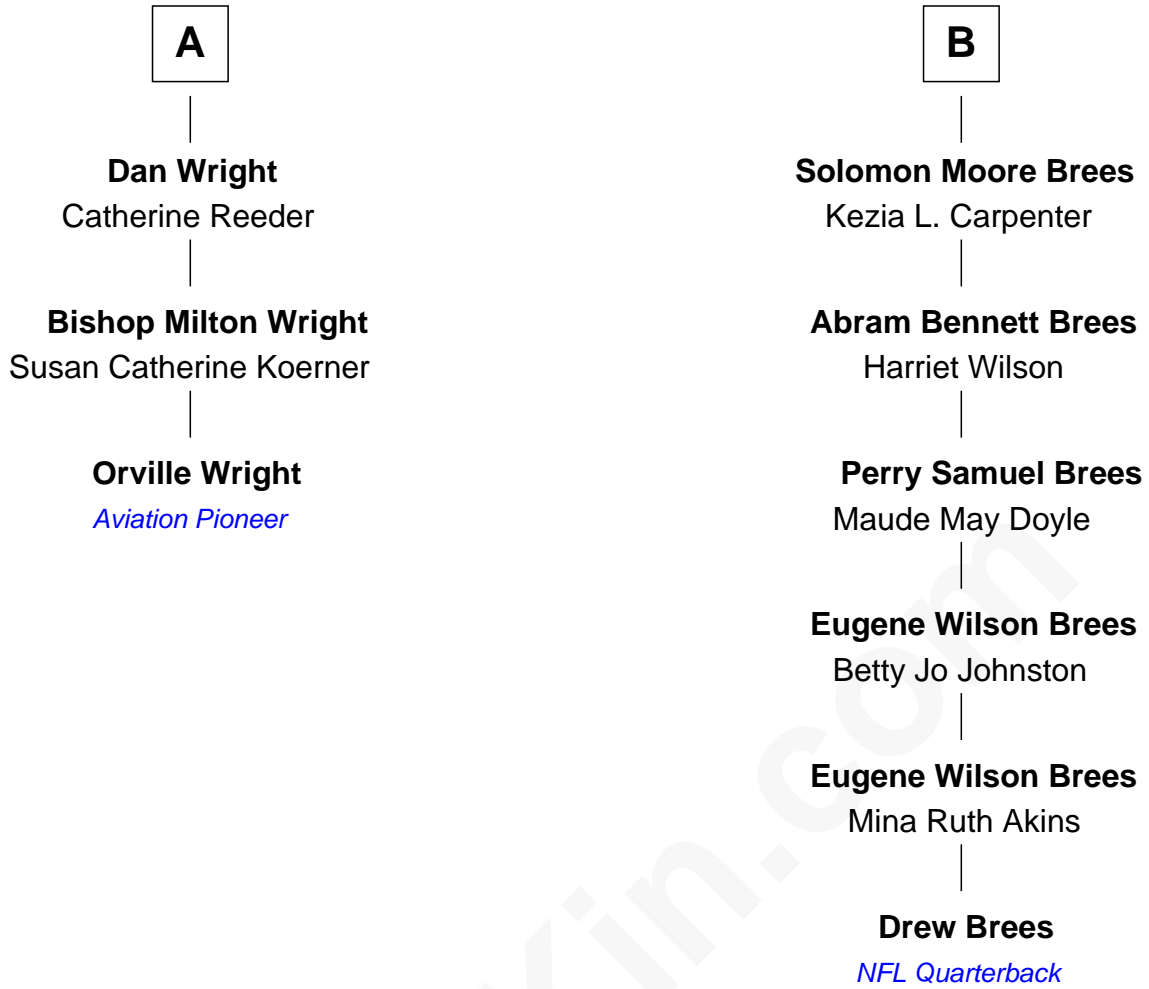 A
Dan Wright
Catherine Reeder
Bishop Milton Wright
Susan Catherine Koerner
Orville Wright
Aviation Pioneer
B
Solomon Moore Brees
Kezia L. Carpenter
Abram Bennett Brees
Harriet Wilson
Perry Samuel Brees
Maude May Doyle
Eugene Wilson Brees
Betty Jo Johnston
Eugene Wilson Brees
Mina Ruth Akins
Drew Brees
NFL Quarterback